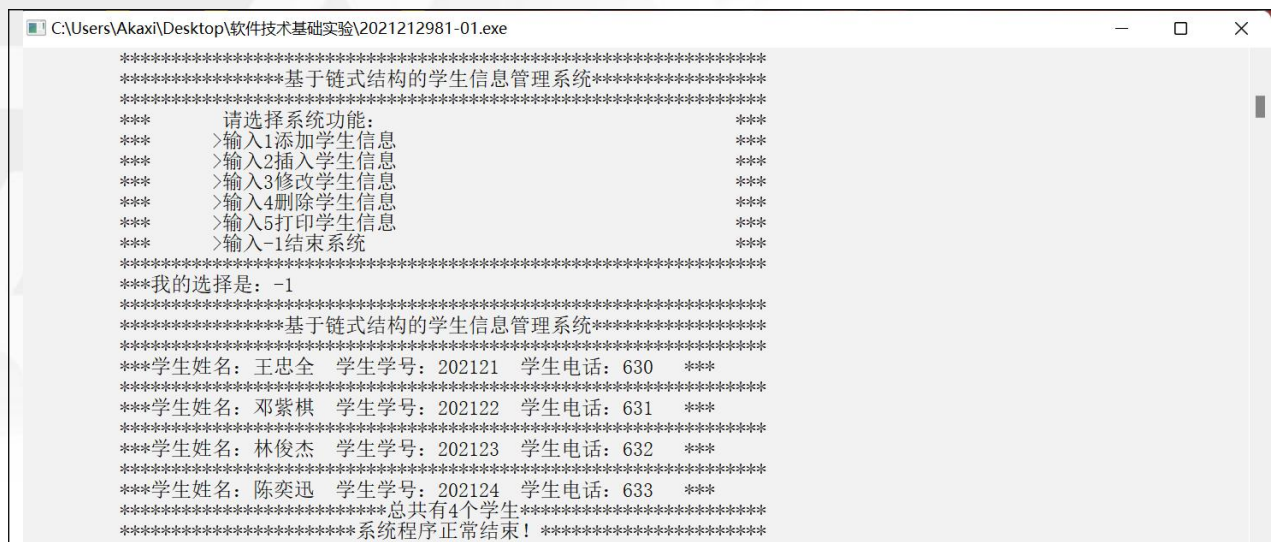 C:\Users\Akaxi\Desktop\软件技术基础实验\2021212981-01.exe
***************************************************************
****************基于链式结构的学生信息管理系统*****************
***************************************************************
***       请选择系统功能:                                   ***
***      >输入1添加学生信息                                 ***
***      >输入2插入学生信息                                 ***
***      >输入3修改学生信息                                 ***
***      >输入4删除学生信息                                 ***
***      >输入5打印学生信息                                 ***
***      >输入-1结束系统                                    ***
***************************************************************
***我的选择是: -1
***************************************************************
****************基于链式结构的学生信息管理系统*****************
***************************************************************
***学生姓名: 王忠全  学生学号: 202121  学生电话: 630   ***
***************************************************************
***学生姓名: 邓紫棋  学生学号: 202122  学生电话: 631   ***
***************************************************************
***学生姓名: 林俊杰  学生学号: 202123  学生电话: 632   ***
***************************************************************
***学生姓名: 陈奕迅  学生学号: 202124  学生电话: 633   ***
**************************总共有4个学生************************
***********************系统程序正常结束! **********************